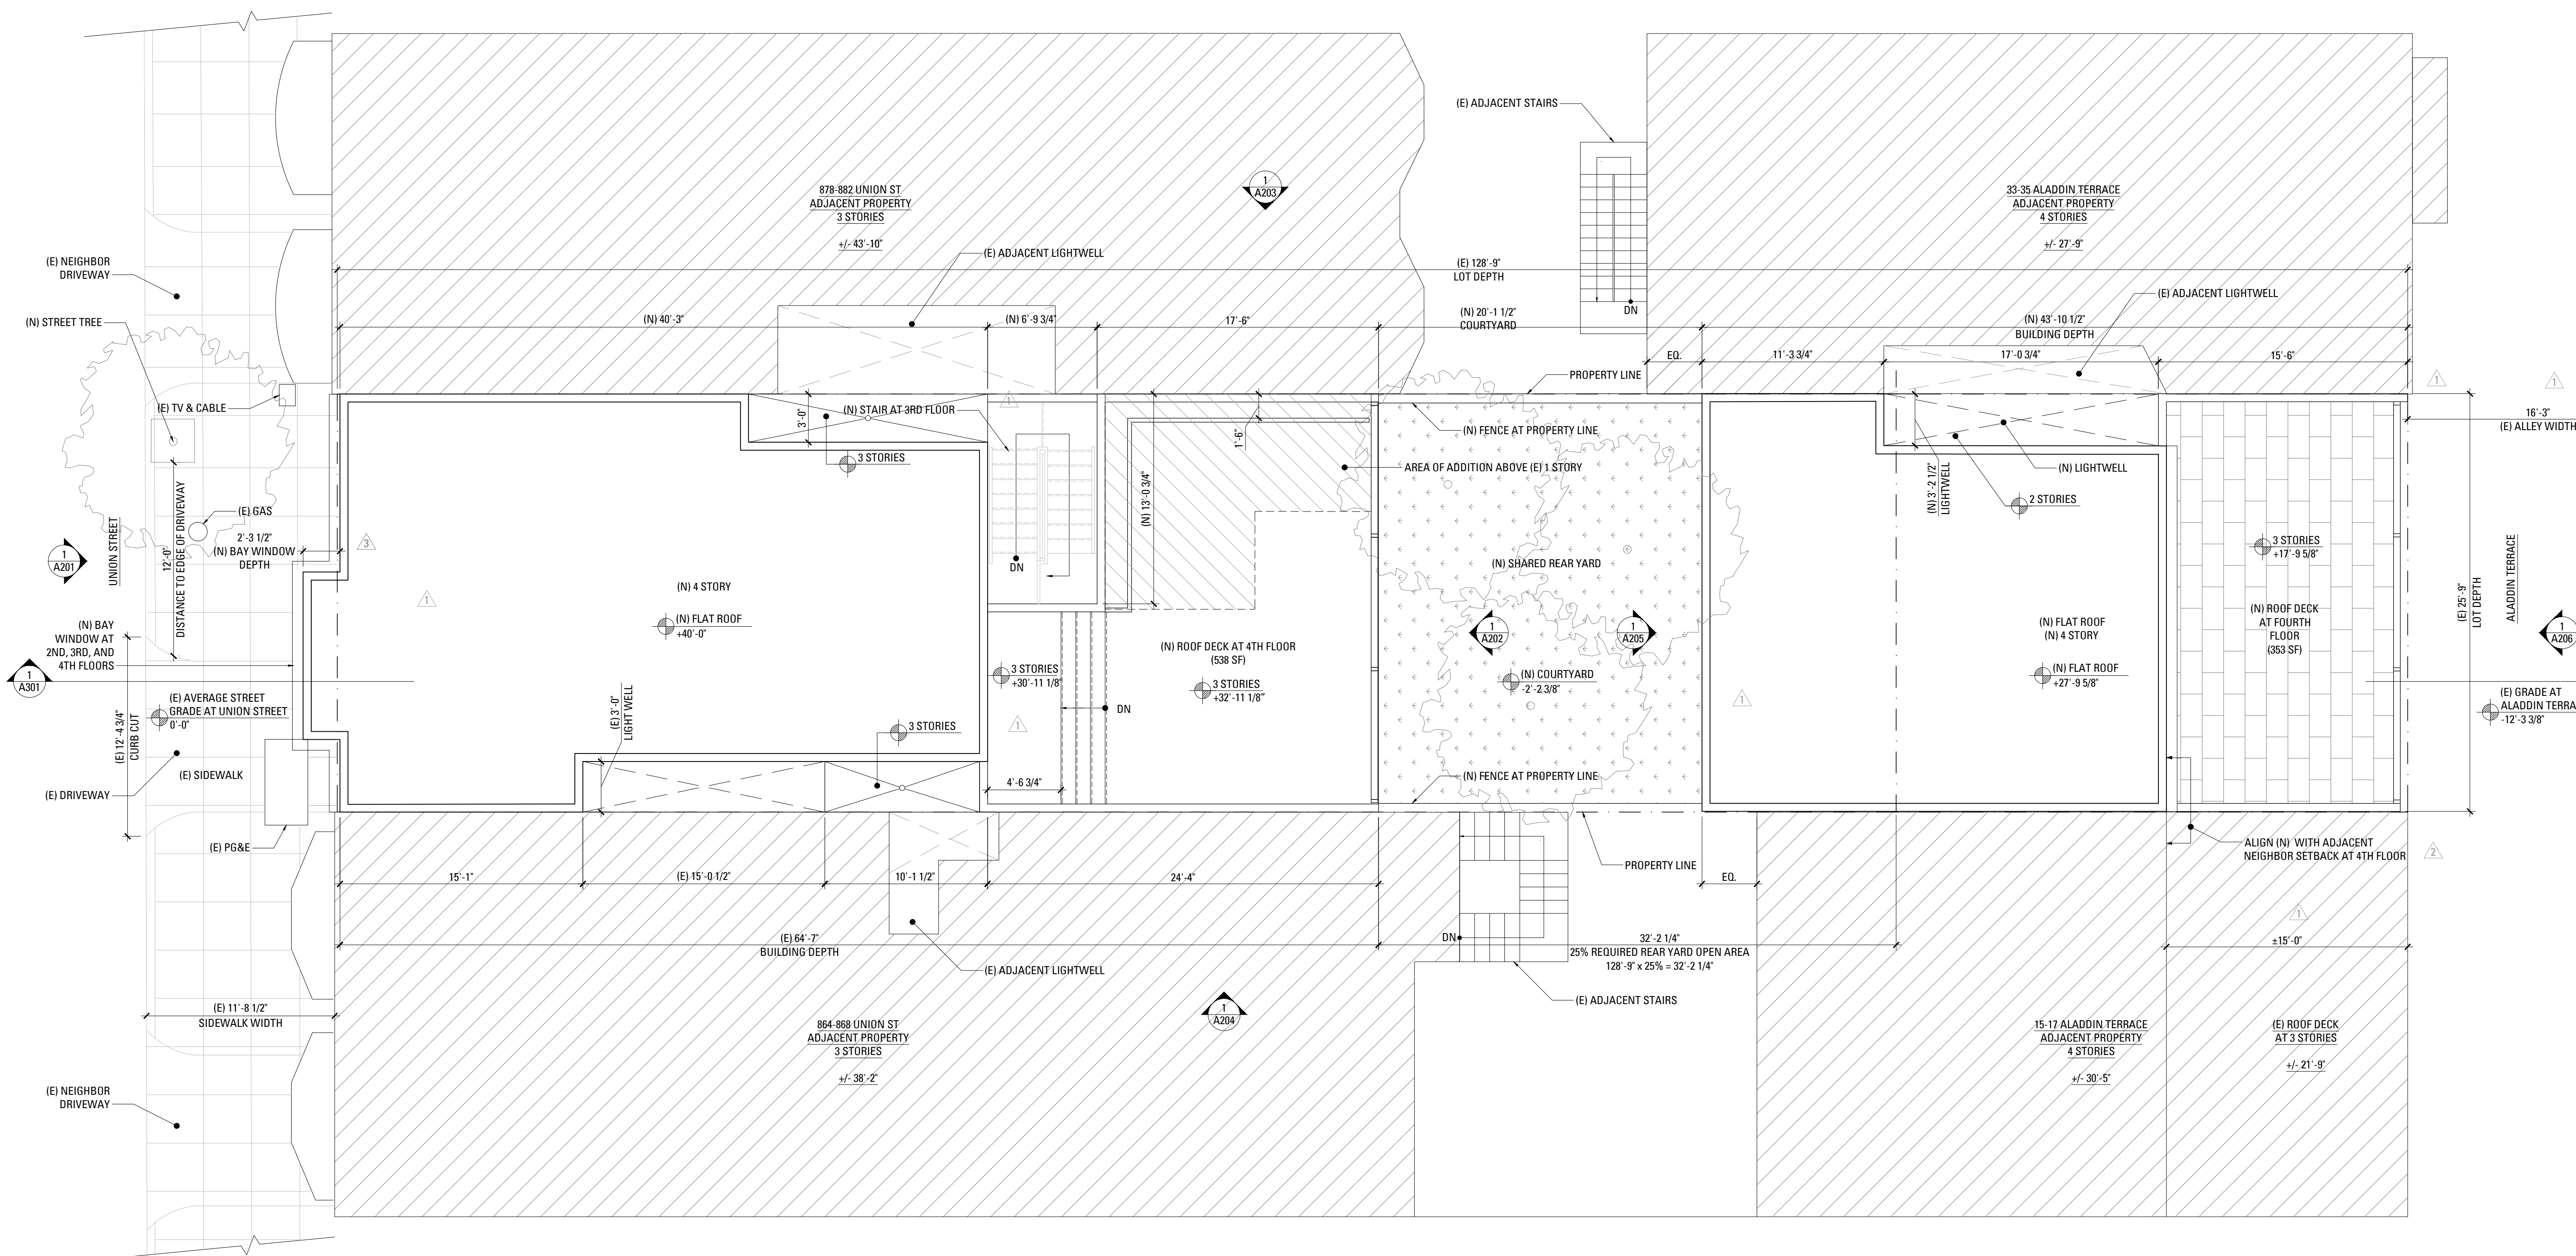 878-882 UNION ST
ADJACENT PROPERTY
3 STORIES
+/- 43'-10"
1
A203
(E) ADJACENT STAIRS
DN
33-35 ALADDIN TERRACE
ADJACENT PROPERTY
4 STORIES
+/- 27'-9"
(E) NEIGHBOR
DRIVEWAY
(E) ADJACENT LIGHTWELL
(E) 128'-9"
LOT DEPTH
(E) ADJACENT LIGHTWELL
(N) STREET TREE
(N) 40'-3"
(N) 6'-9 3/4"
17'-6"
(N) 20'-1 1/2"
COURTYARD
(N) 43'-10 1/2"
BUILDING DEPTH
EQ.
11'-3 3/4"
17'-0 3/4"
15'-6"
PROPERTY LINE
1
1
1
(E) TV & CABLE
3'-0"
(N) STAIR AT 3RD FLOOR
1'-6"
(N) FENCE AT PROPERTY LINE
16'-3"
(E) ALLEY WIDTH
3 STORIES
AREA OF ADDITION ABOVE (E) 1 STORY
(N) LIGHTWELL
(N) 3'-2 1/2"
LIGHTWELL
2 STORIES
(N) 13'-0 3/4"
(E) GAS
12'-0"
DISTANCE TO EDGE OF DRIVEWAY
UNION STREET
1
A201
2'-3 1/2"
(N) BAY WINDOW
DEPTH
3
DN
(N) SHARED REAR YARD
3 STORIES
+17'-9 5/8"
ALADDIN TERRACE
(E) 25'-9"
LOT DEPTH
(N) 4 STORY
1
(N) FLAT ROOF
+40'-0"
1
A202
1
A205
(N) FLAT ROOF
(N) 4 STORY
(N) ROOF DECK
AT FOURTH
FLOOR
(353 SF)
1
A206
(N) BAY
WINDOW AT
2ND, 3RD, AND
4TH FLOORS
1
A301
(N) ROOF DECK AT 4TH FLOOR
(538 SF)
3 STORIES
+30'-11 1/8"
3 STORIES
+32'-11 1/8"
(N) COURTYARD
-2'-2 3/8"
(N) FLAT ROOF
+27'-9 5/8"
1
(E) AVERAGE STREET
GRADE AT UNION STREET
0'-0"
(E) 3'-0"
LIGHT WELL
3 STORIES
1
DN
(E) GRADE AT
ALADDIN TERRA
-12'-3 3/8"
(E) 12'-4 3/4"
CURB CUT
(E) SIDEWALK
(E) DRIVEWAY
4'-6 3/4"
(N) FENCE AT PROPERTY LINE
(E) PG&E
ALIGN (N) WITH ADJACENT
NEIGHBOR SETBACK AT 4TH FLOOR
2
15'-1"
(E) 15'-0 1/2"
10'-1 1/2"
24'-4"
PROPERTY LINE
EQ.
1
(E) 64'-7"
BUILDING DEPTH
DN
32'-2 1/4"
25% REQUIRED REAR YARD OPEN AREA
128'-9" x 25% = 32'-2 1/4"
±15'-0"
(E) ADJACENT LIGHTWELL
(E) ADJACENT STAIRS
(E) 11'-8 1/2"
SIDEWALK WIDTH
1
A204
864-868 UNION ST
ADJACENT PROPERTY
3 STORIES
+/- 38'-2"
15-17 ALADDIN TERRACE
ADJACENT PROPERTY
4 STORIES
+/- 30'-5"
(E) ROOF DECK
AT 3 STORIES
+/- 21'-9"
(E) NEIGHBOR
DRIVEWAY